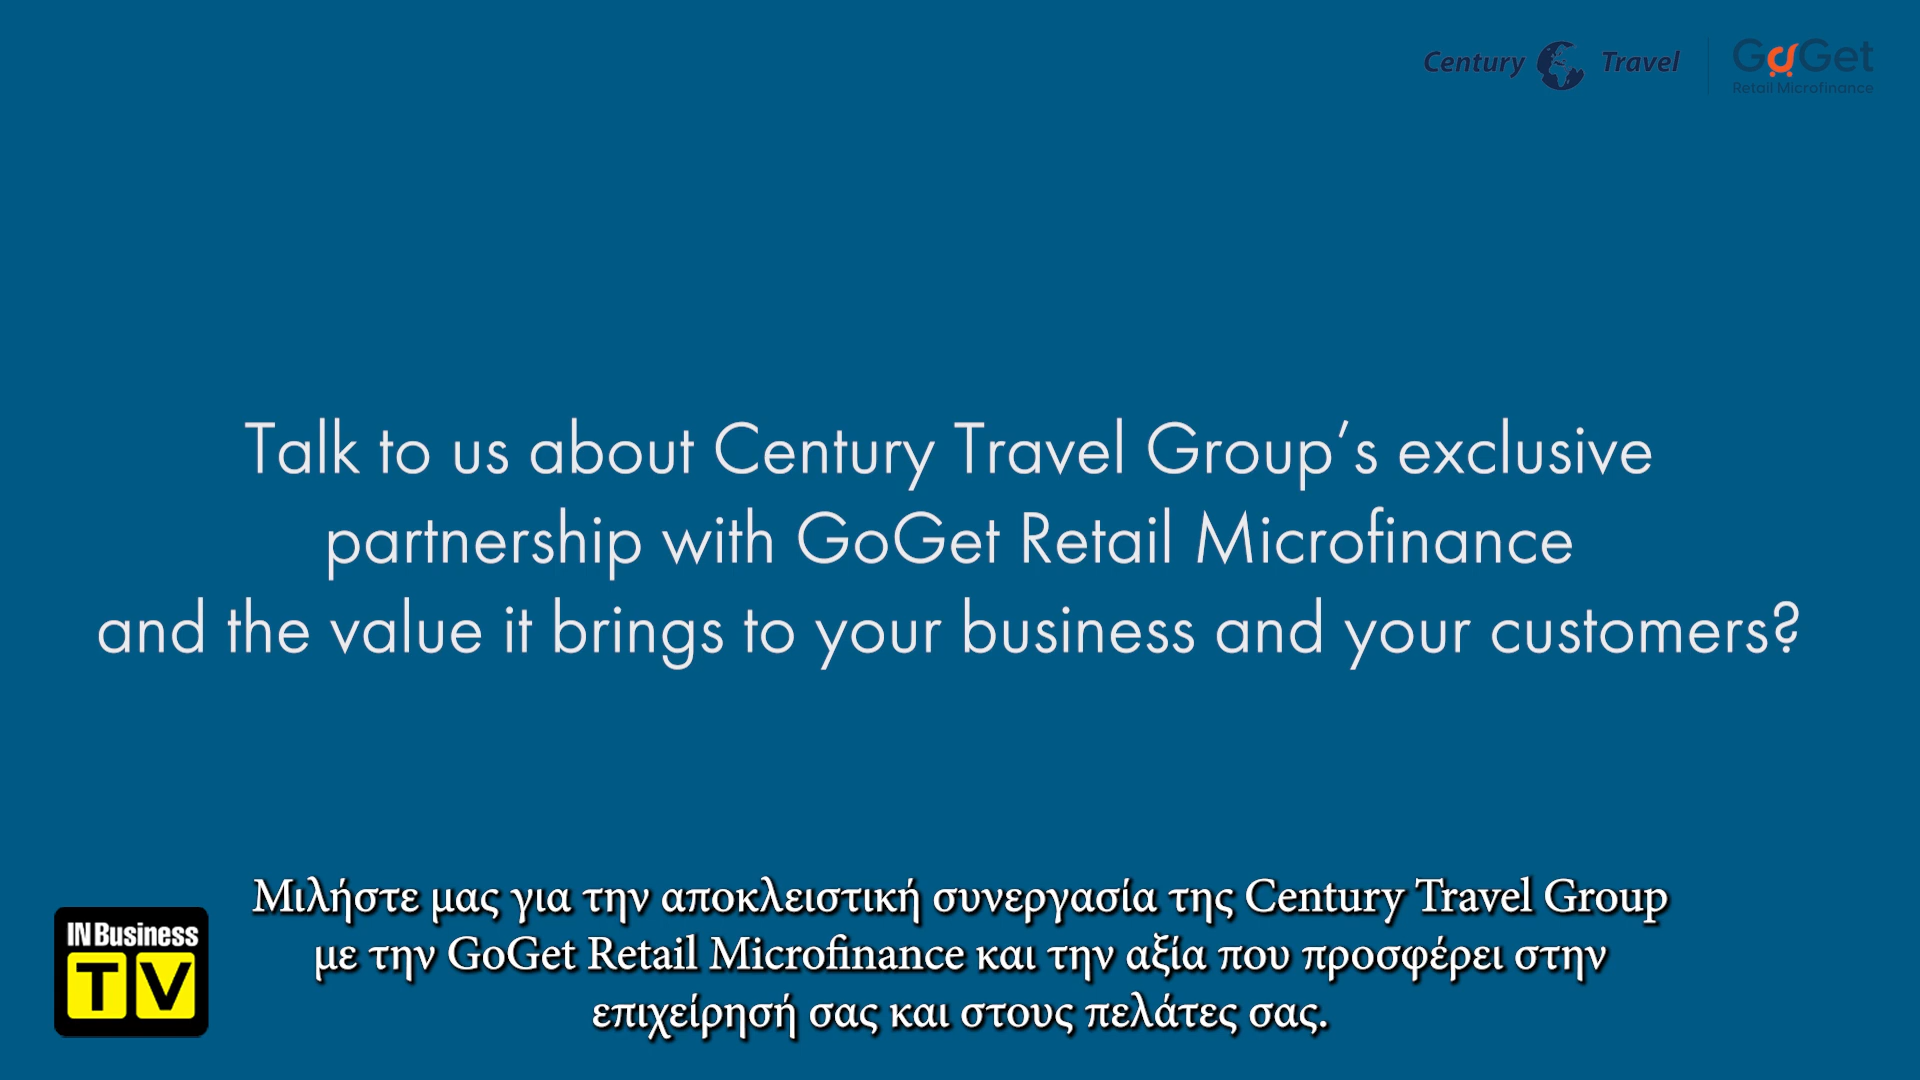 Century Travel
GoGet
Retail Microfinance
Talk to us about Century Travel Group’s exclusive
partnership with GoGet Retail Microfinance
and the value it brings to your business and your customers?
Μιλήστε μας για την αποκλειστική συνεργασία της Century Travel Group
με την GoGet Retail Microfinance και την αξία που προσφέρει στην
επιχείρησή σας και στους πελάτες σας.
IN Business
TV